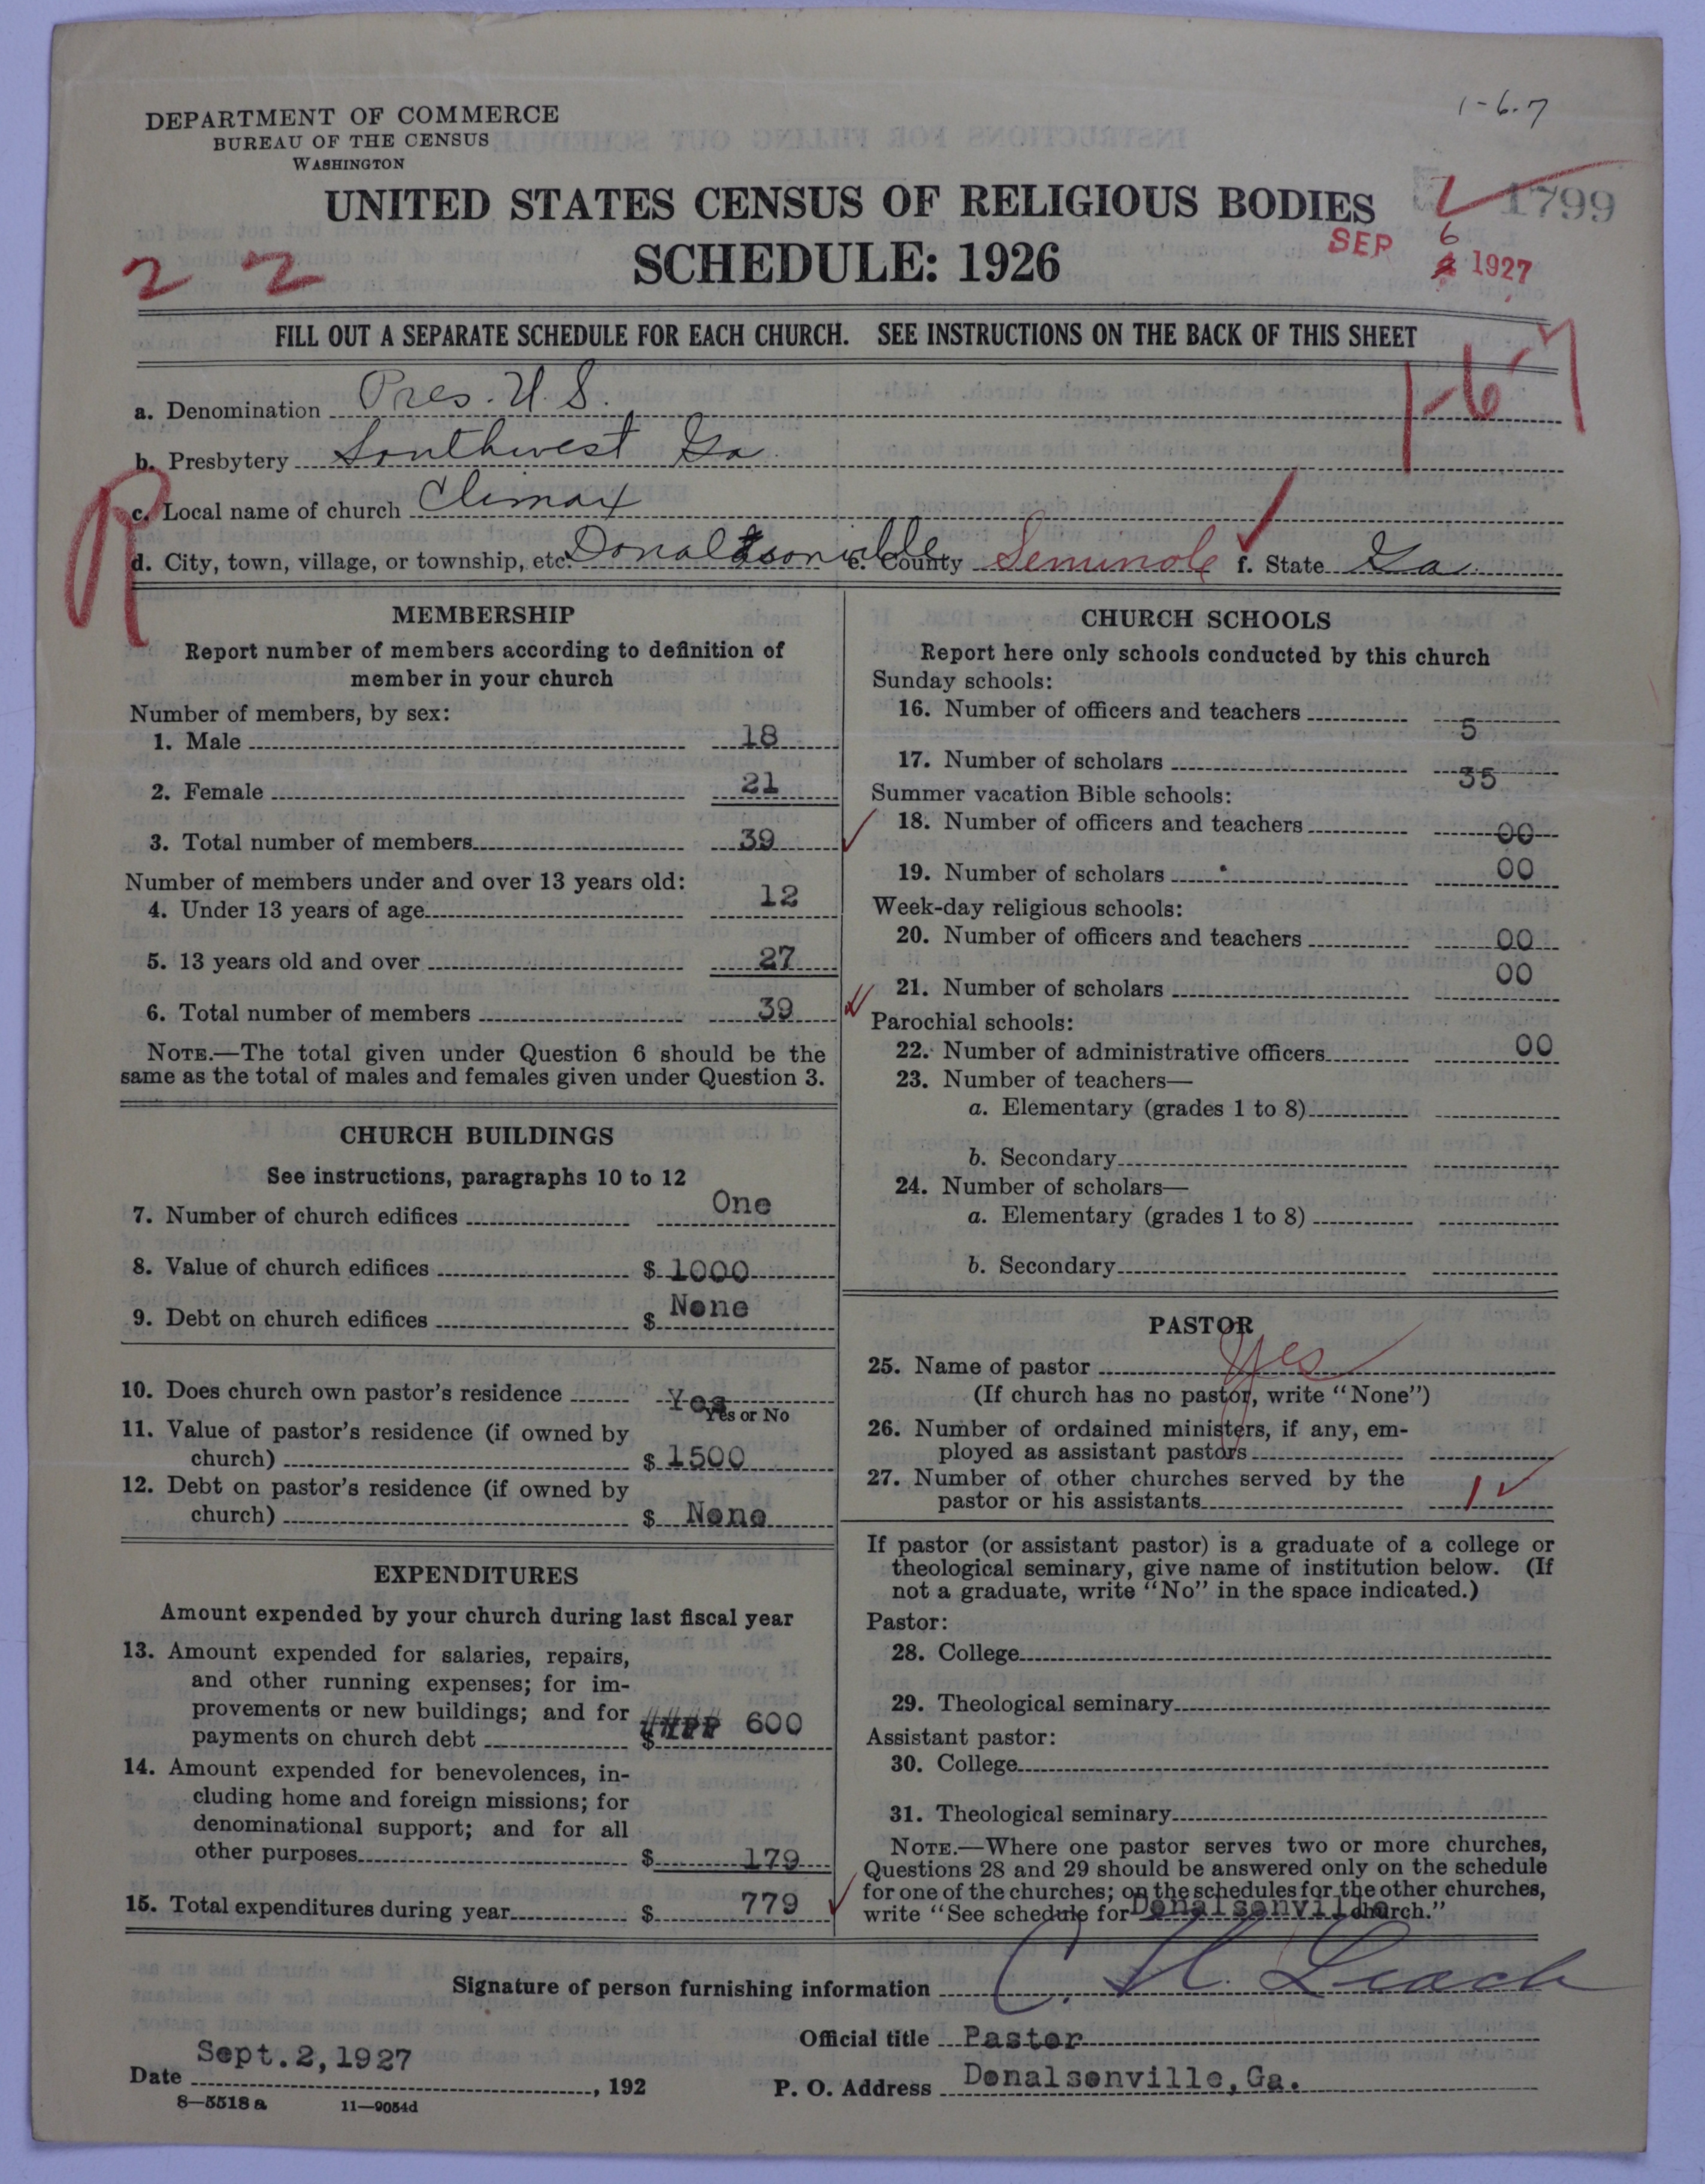 1-6-7
DEPARTMENT OF COMMERCE
BUREAU OF THE CENSUS
WASHINGTON
1799
UNITED STATES CENSUS OF RELIGIOUS BODIES
SCHEDULE: 1926
SEP 6 1927
2 2
FILL OUT A SEPARATE SCHEDULE FOR EACH CHURCH. SEE INSTRUCTIONS ON THE BACK OF THIS SHEET
1-6-7
a. Denomination Pres. U.S.
b. Presbytery Southwest Ga
R
c. Local name of church Climax
d. City, town, village, or township, etc. Donalsonville e. County Seminole f. State Ga.
MEMBERSHIP
Report number of members according to definition of
member in your church
Number of members, by sex:
1. Male 18
2. Female 21
3. Total number of members 39
Number of members under and over 13 years old:
4. Under 13 years of age 12
5. 13 years old and over 27
6. Total number of members 39
NOTE.—The total given under Question 6 should be the
same as the total of males and females given under Question 3.
CHURCH BUILDINGS
See instructions, paragraphs 10 to 12
7. Number of church edifices One
8. Value of church edifices $ 1000
9. Debt on church edifices $ None
10. Does church own pastor's residence Yes
Yes or No
11. Value of pastor's residence (if owned by
church) $ 1500
12. Debt on pastor's residence (if owned by
church) $ None
EXPENDITURES
Amount expended by your church during last fiscal year
13. Amount expended for salaries, repairs,
and other running expenses; for im-
provements or new buildings; and for
payments on church debt $ 600
14. Amount expended for benevolences, in-
cluding home and foreign missions; for
denominational support; and for all
other purposes $ 179
15. Total expenditures during year $ 779
CHURCH SCHOOLS
Report here only schools conducted by this church
Sunday schools:
16. Number of officers and teachers 5
17. Number of scholars 35
Summer vacation Bible schools:
18. Number of officers and teachers 00
19. Number of scholars 00
Week-day religious schools:
20. Number of officers and teachers 00
21. Number of scholars 00
Parochial schools:
22. Number of administrative officers 00
23. Number of teachers—
a. Elementary (grades 1 to 8)
b. Secondary
24. Number of scholars—
a. Elementary (grades 1 to 8)
b. Secondary
PASTOR
25. Name of pastor Yes
(If church has no pastor, write "None")
26. Number of ordained ministers, if any, em-
ployed as assistant pastors
27. Number of other churches served by the
pastor or his assistants 1
If pastor (or assistant pastor) is a graduate of a college or
theological seminary, give name of institution below. (If
not a graduate, write "No" in the space indicated.)
Pastor:
28. College
29. Theological seminary
Assistant pastor:
30. College
31. Theological seminary
NOTE.—Where one pastor serves two or more churches,
Questions 28 and 29 should be answered only on the schedule
for one of the churches; on the schedules for the other churches,
write "See schedule for Donalsonville church."
Signature of person furnishing information C. H. Leach
Official title Pastor
Date Sept. 2, 1927, 192
P. O. Address Donalsonville, Ga.
8—5518a 11—9054d